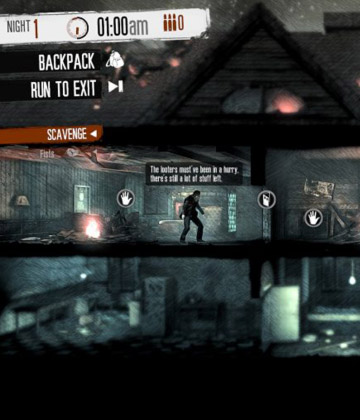 NIGHT 1
01:00am
BACKPACK
RUN TO EXIT
SCAVENGE
Fists
The looters must've been in a hurry,
there's still a lot of stuff left.